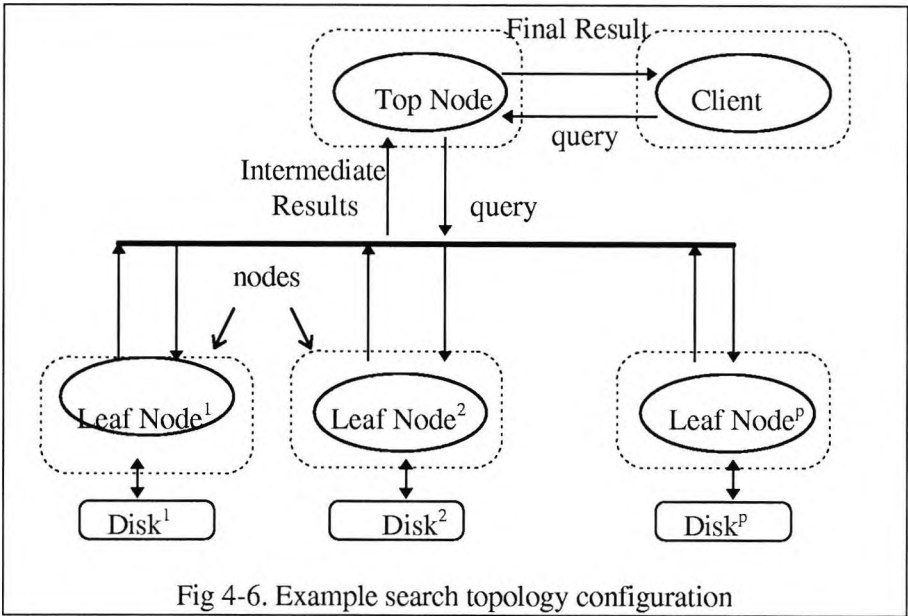 Final Result
Top Node
Client
query
Intermediate
Results
query
nodes
Leaf Node¹
Leaf Node²
Leaf Nodeᵖ
Disk¹
Disk²
Diskᵖ
Fig 4-6. Example search topology configuration